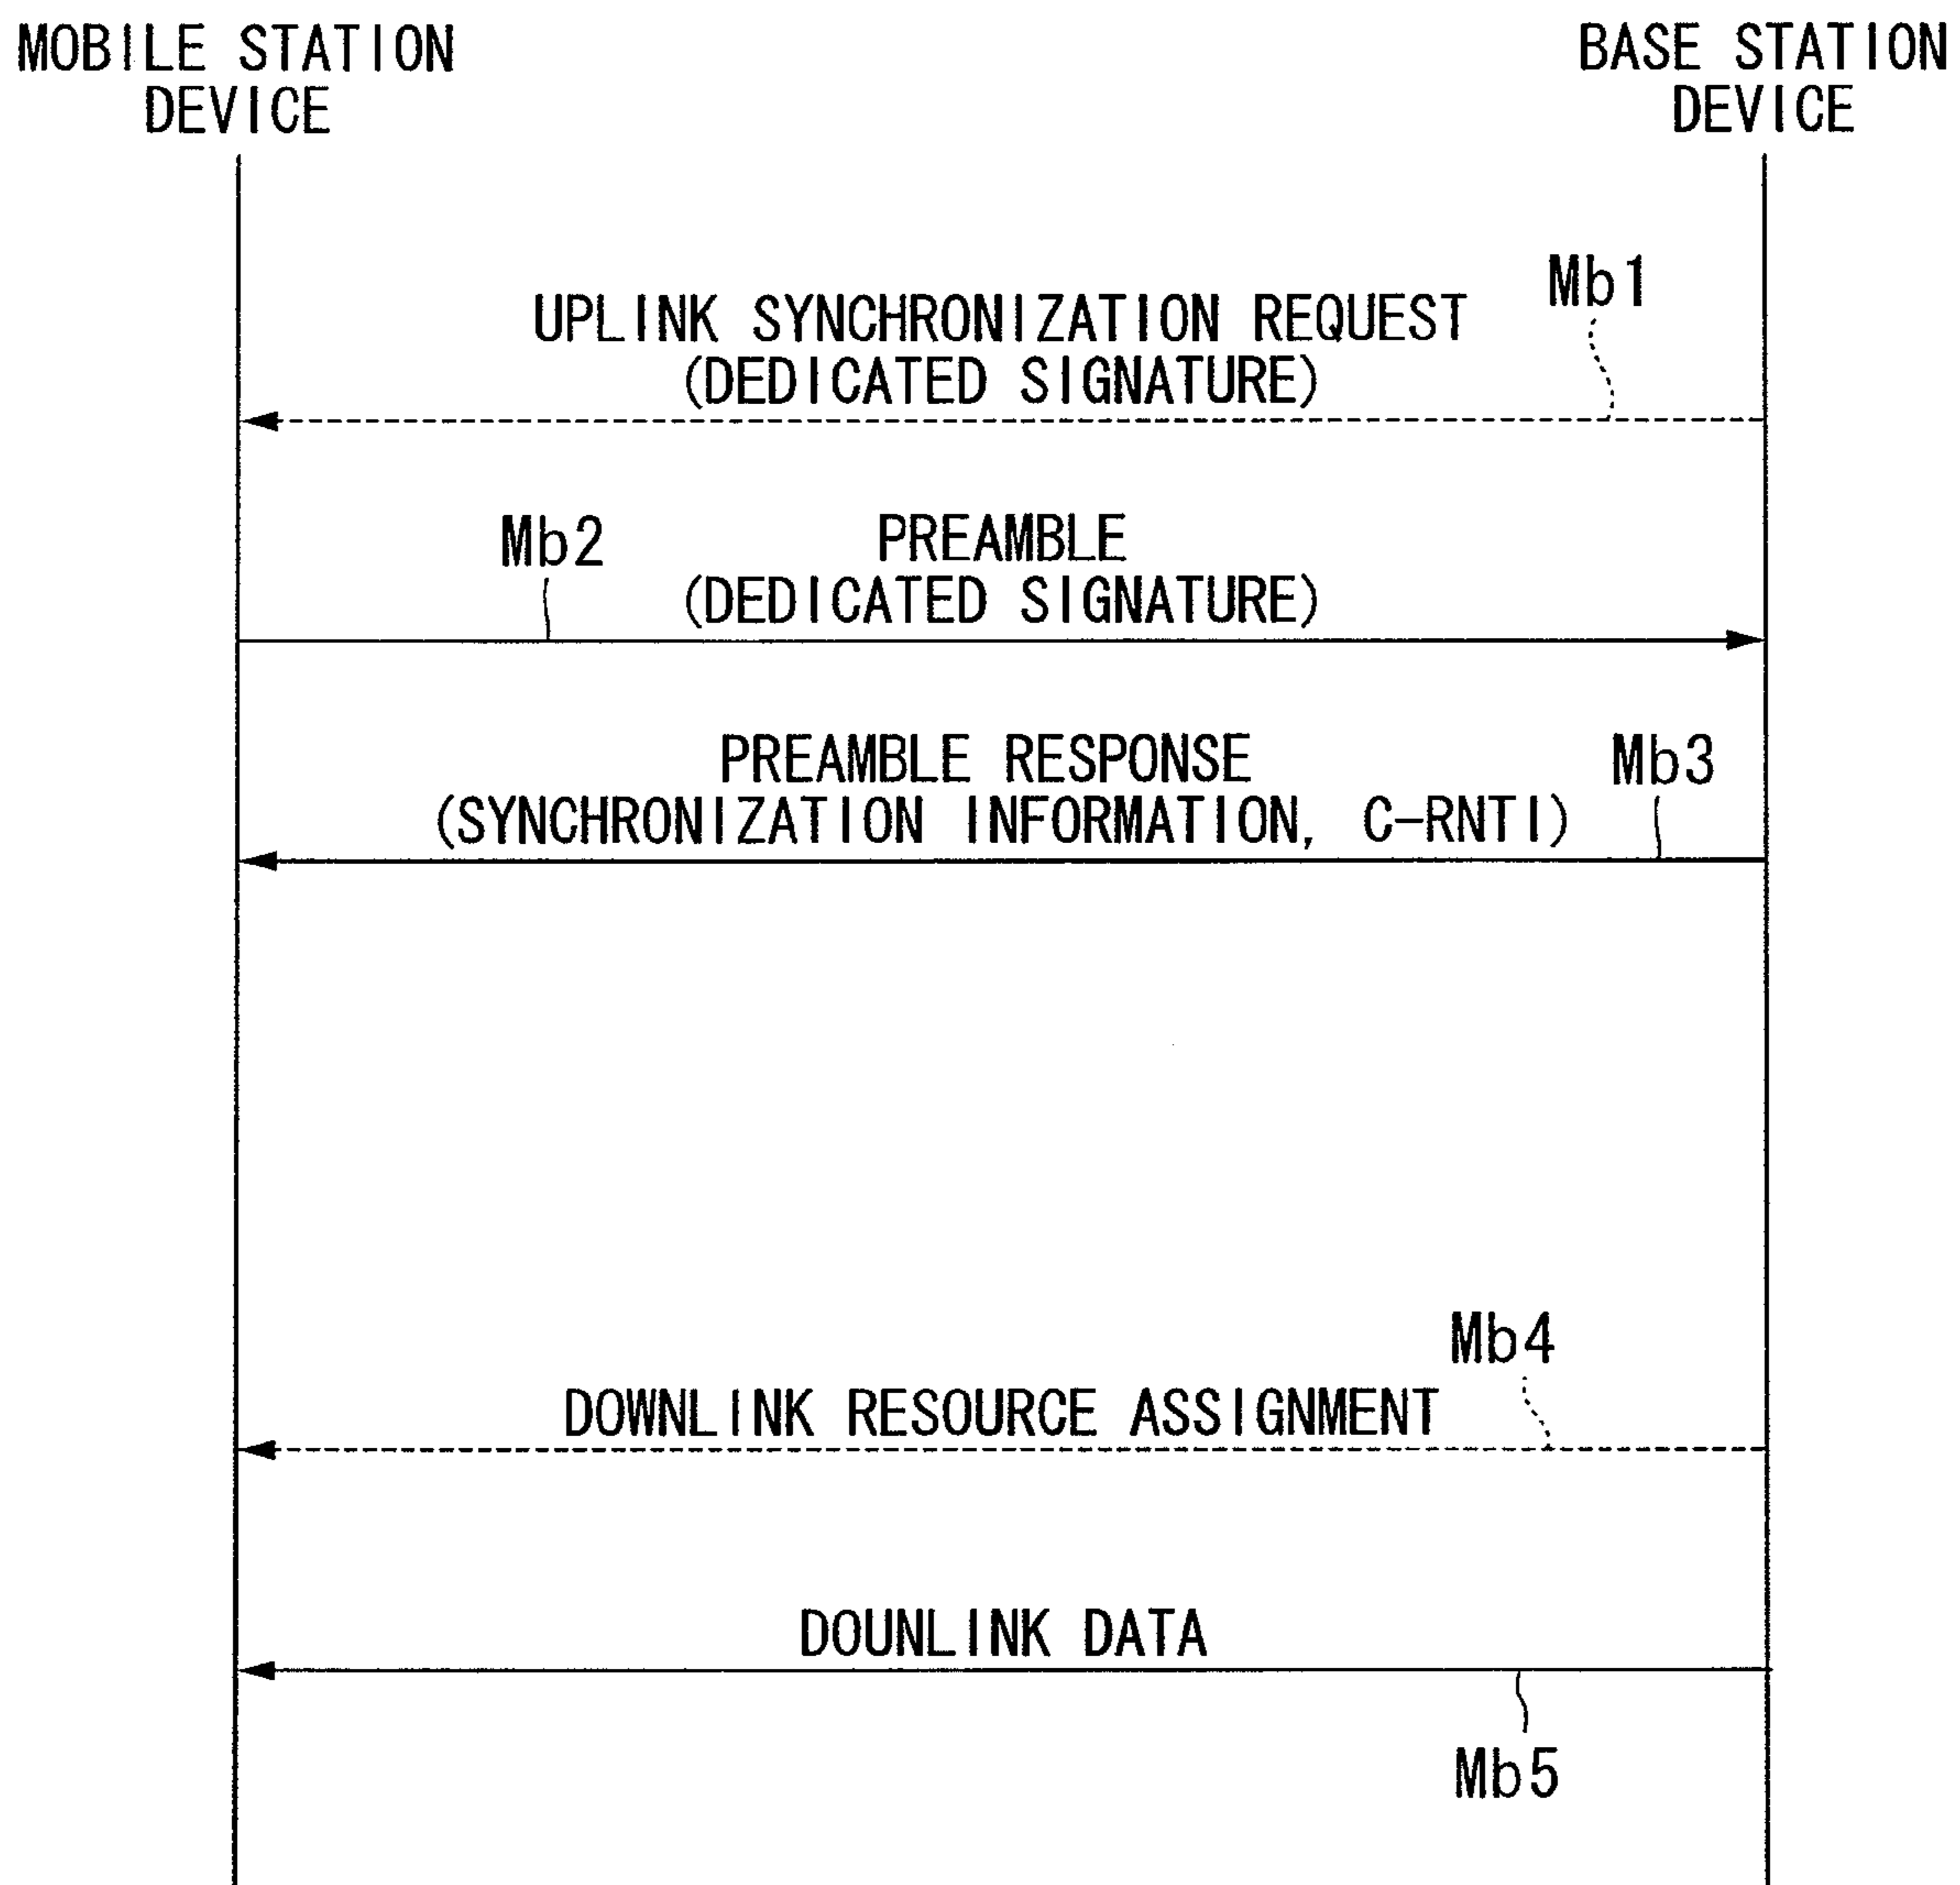 MOBILE STATION
DEVICE
BASE STATION
DEVICE
Mb1
UPLINK SYNCHRONIZATION REQUEST
(DEDICATED SIGNATURE)
Mb2
PREAMBLE
(DEDICATED SIGNATURE)
PREAMBLE RESPONSE
Mb3
(SYNCHRONIZATION INFORMATION, C-RNTI)
Mb4
DOWNLINK RESOURCE ASSIGNMENT
DOUNLINK DATA
Mb5